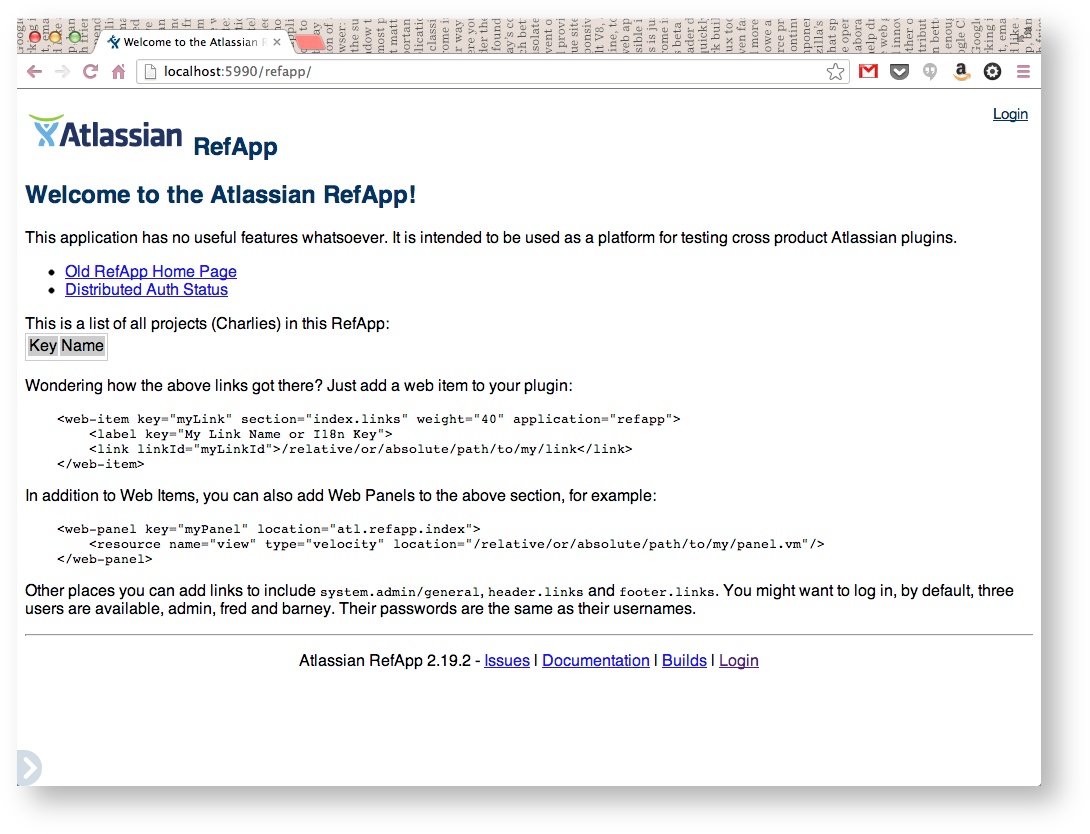 Welcome to the Atlassian R
localhost:5990/refapp/
Login
Atlassian RefApp
Welcome to the Atlassian RefApp!
This application has no useful features whatsoever. It is intended to be used as a platform for testing cross product Atlassian plugins.
Old RefApp Home Page
Distributed Auth Status
This is a list of all projects (Charlies) in this RefApp:
Key Name
Wondering how the above links got there? Just add a web item to your plugin:
<web-item key="myLink" section="index.links" weight="40" application="refapp">
<label key="My Link Name or I18n Key">
<link linkId="myLinkId">/relative/or/absolute/path/to/my/link</link>
</web-item>
In addition to Web Items, you can also add Web Panels to the above section, for example:
<web-panel key="myPanel" location="atl.refapp.index">
<resource name="view" type="velocity" location="/relative/or/absolute/path/to/my/panel.vm"/>
</web-panel>
Other places you can add links to include system.admin/general, header.links and footer.links. You might want to log in, by default, three
users are available, admin, fred and barney. Their passwords are the same as their usernames.
Atlassian RefApp 2.19.2 - Issues | Documentation | Builds | Login